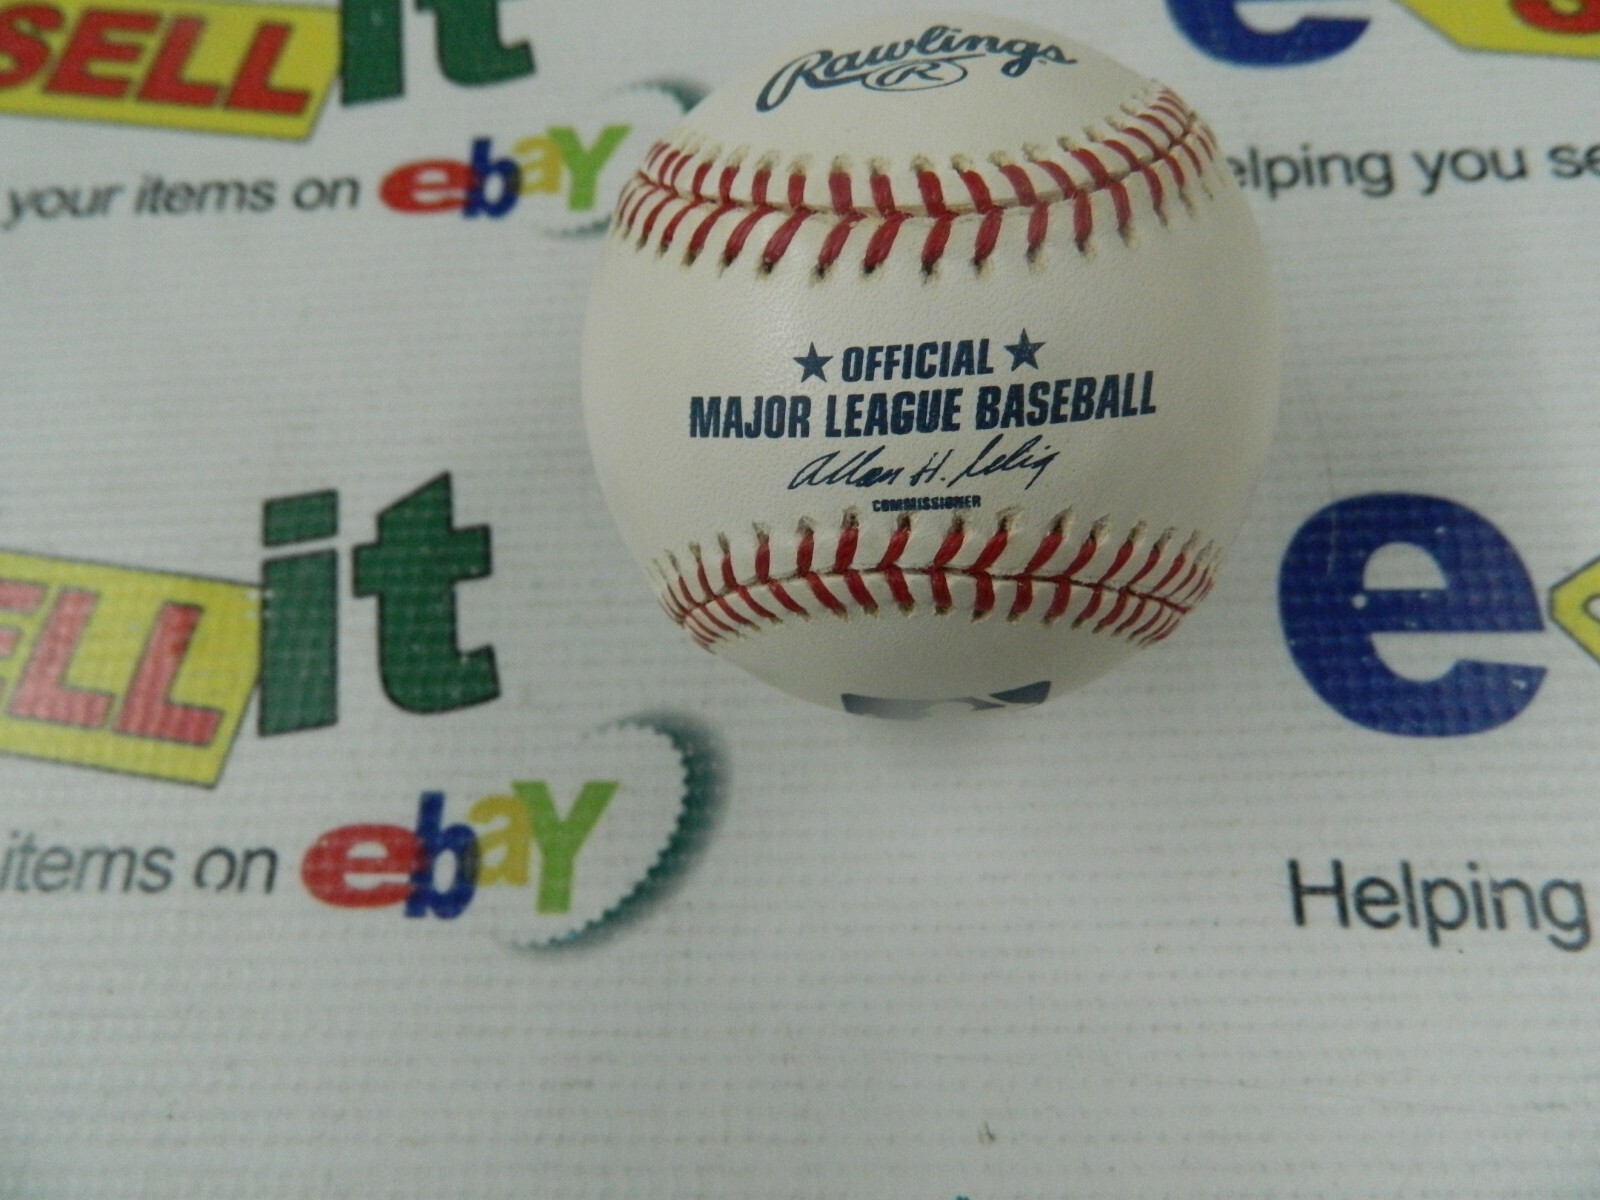 SELL it
your items on ebaY
e
elping you se
Rawlings
R
★ OFFICIAL ★
MAJOR LEAGUE BASEBALL
Allan H. Selig
COMMISSIONER
ELL it
items on ebaY
e
Helping